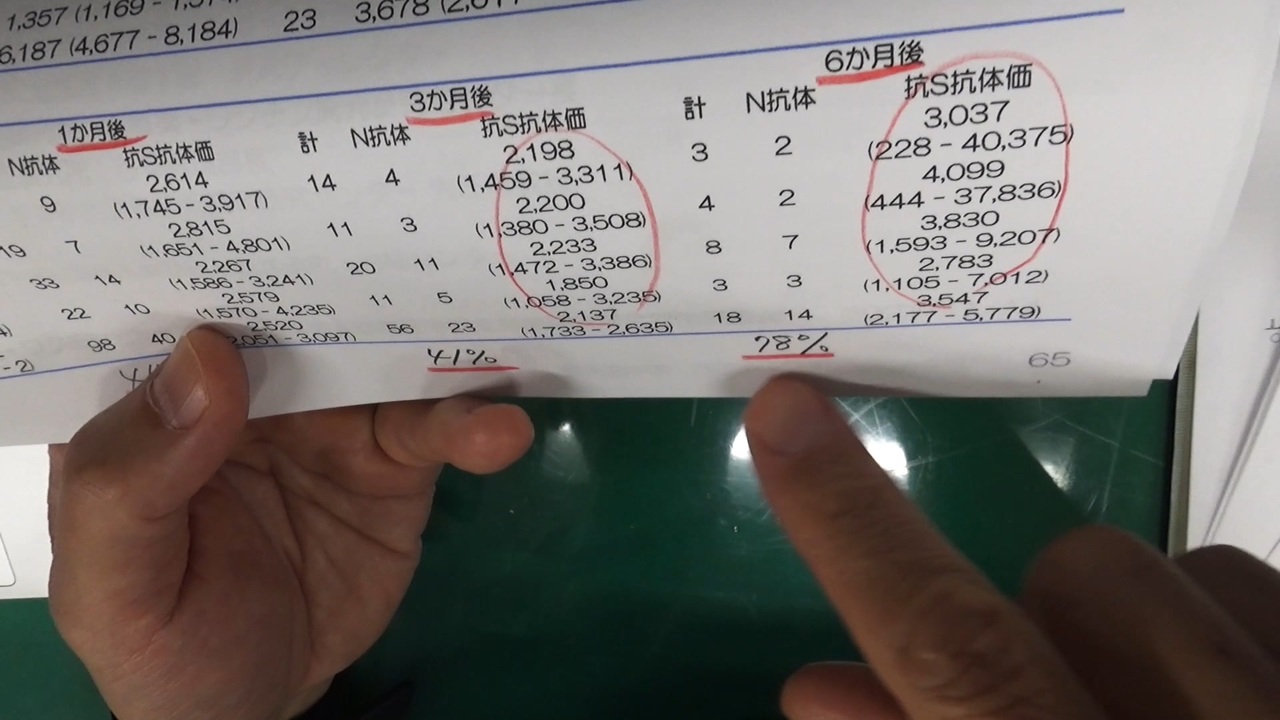 1,357 (1,169 -
6,187 (4,677 - 8,184) 23 3,678
1か月後 3か月後 6か月後
N抗体 抗S抗体価 計 N抗体 抗S抗体価 計 N抗体 抗S抗体価
9 2,614 (1,745 - 3,917) 14 4 2,198 (1,459 - 3,311) 3 2 3,037 (228 - 40,375)
19 7 2,815 (1,651 - 4,801) 11 3 2,200 (1,380 - 3,508) 4 2 4,099 (444 - 37,836)
33 14 2,267 (1,586 - 3,241) 20 11 2,233 (1,472 - 3,386) 8 7 3,830 (1,593 - 9,207)
22 10 2,579 (1,570 - 4,235) 11 5 1,850 (1,058 - 3,235) 3 3 2,783 (1,105 - 7,012)
98 40 2,520 2,051 - 3,097) 56 23 2,137 (1,733 - 2,635) 18 14 3,547 (2,177 - 5,779)
41% 78%
65